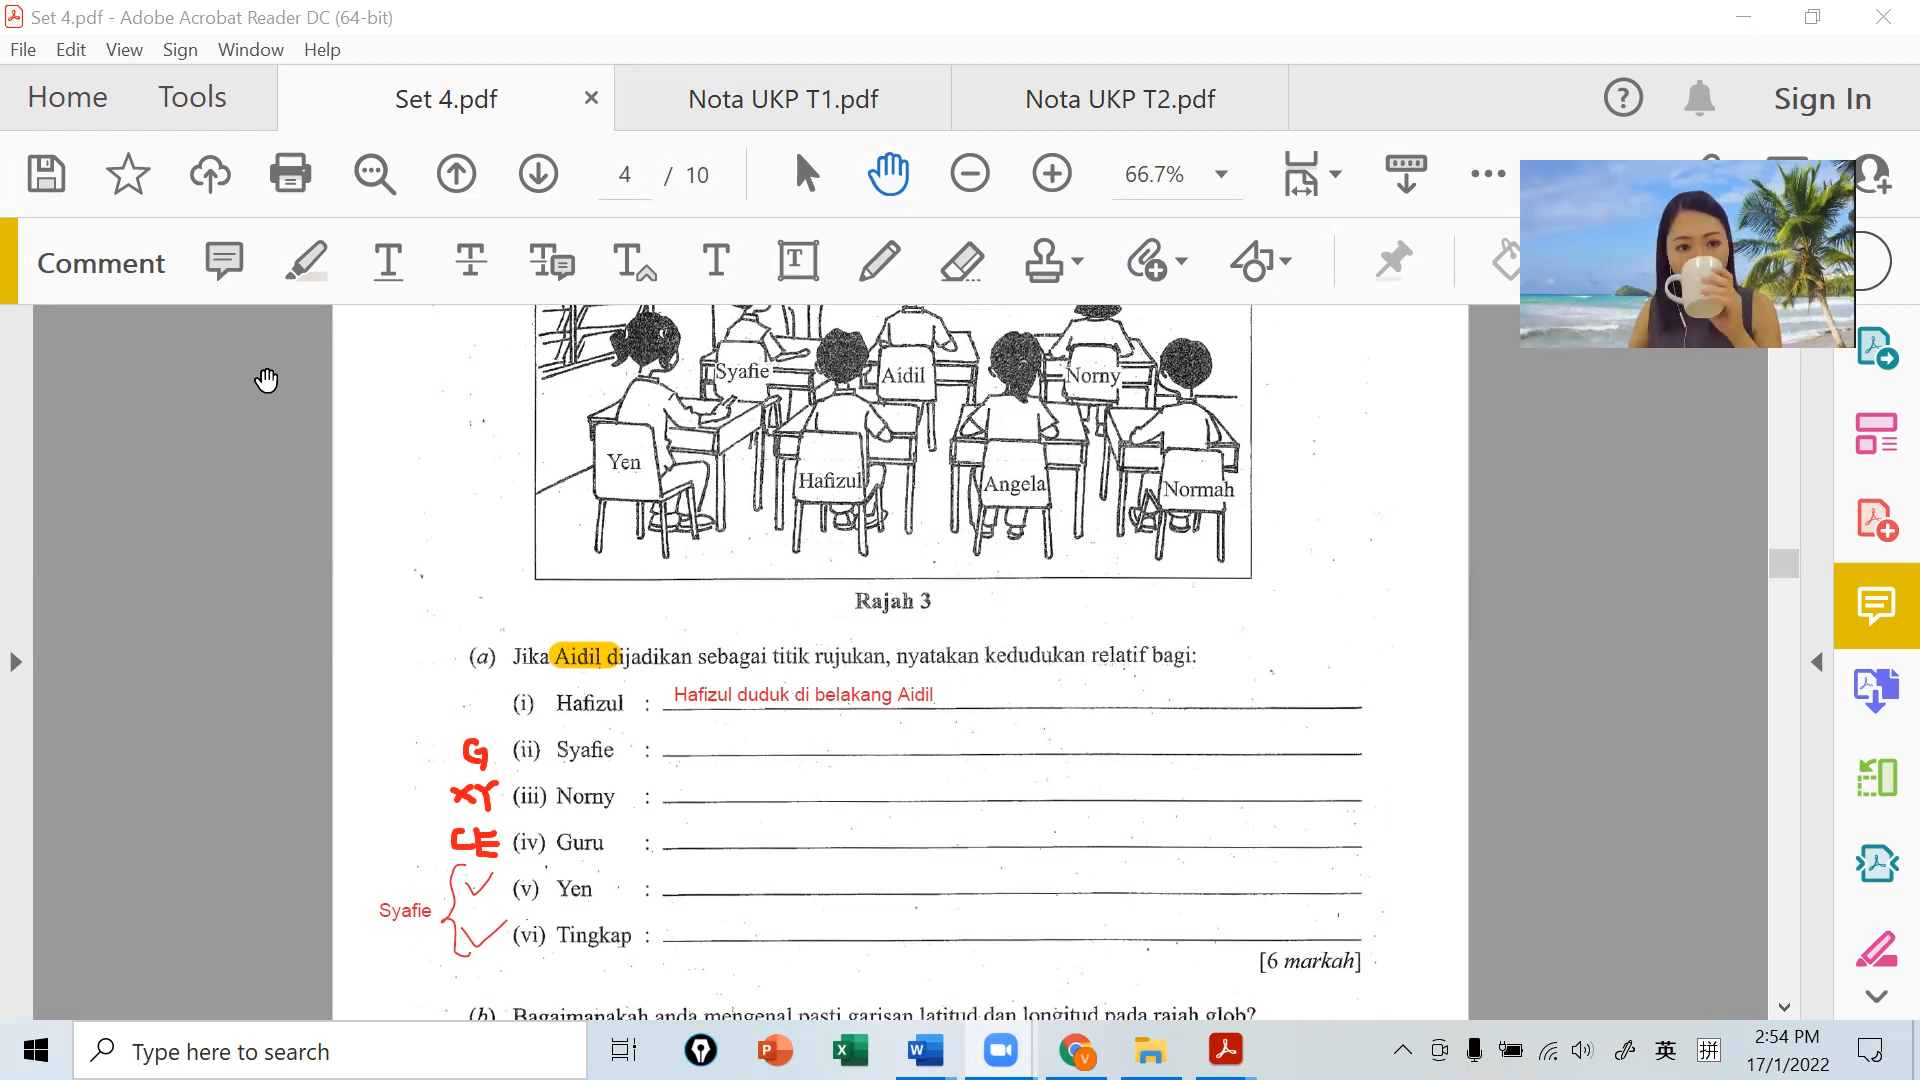 Set 4.pdf - Adobe Acrobat Reader DC (64-bit)
File Edit View Sign Window Help
Home Tools Set 4.pdf Nota UKP T1.pdf Nota UKP T2.pdf Sign In
4 / 10 66.7%
Comment
Syafie Aidil Norny
Yen Hafizul Angela Normah
Rajah 3
(a) Jika Aidil dijadikan sebagai titik rujukan, nyatakan kedudukan relatif bagi:
(i) Hafizul : Hafizul duduk di belakang Aidil
G (ii) Syafie :
XY (iii) Norny :
CE (iv) Guru :
(v) Yen :
Syafie
(vi) Tingkap :
[6 markah]
(b) Bagaimanakah anda mengenal pasti garisan latitud dan longitud pada rajah glob?
Type here to search
英 拼
2:54 PM
17/1/2022